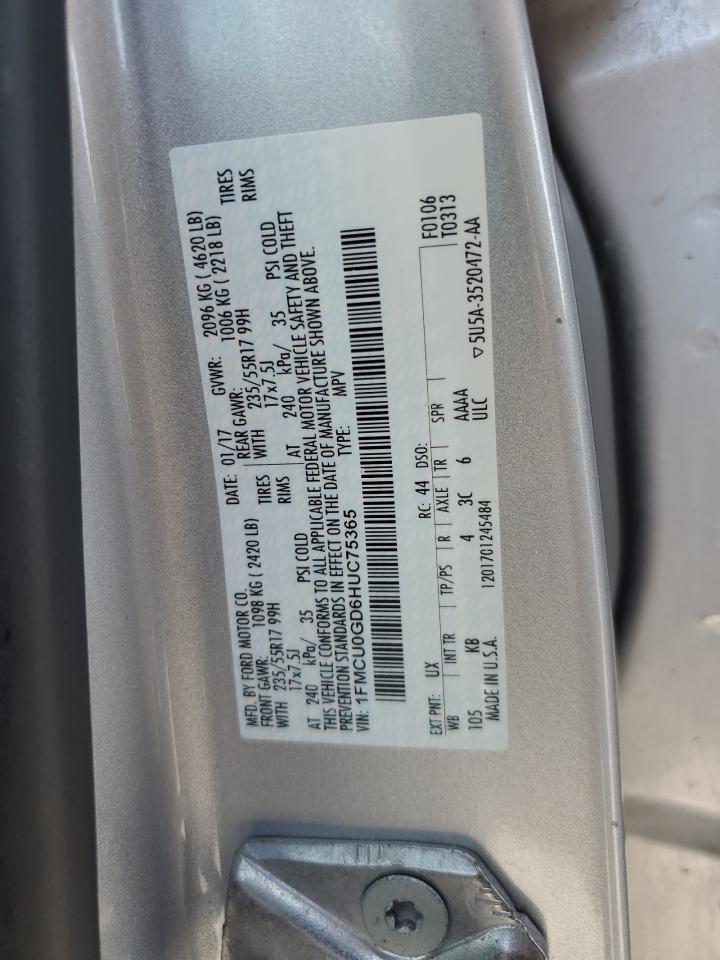 MFD. BY FORD MOTOR CO.
DATE: 01/17 GVWR: 2096 KG ( 4620 LB)
FRONT GAWR: 1098 KG ( 2420 LB) REAR GAWR: 1006 KG ( 2218 LB)
WITH 235/55R17 99H TIRES WITH 235/55R17 99H TIRES
17x7.5J RIMS 17x7.5J RIMS
AT 240 kPa/ 35 PSI COLD AT 240 kPa/ 35 PSI COLD
THIS VEHICLE CONFORMS TO ALL APPLICABLE FEDERAL MOTOR VEHICLE SAFETY AND THEFT
PREVENTION STANDARDS IN EFFECT ON THE DATE OF MANUFACTURE SHOWN ABOVE.
VIN: 1FMCU0GD6HUC75365 TYPE: MPV
F0106
EXT PNT: UX RC: 44 DSO: T0313
WB INT TR TP/PS R AXLE TR SPR
105 KB 4 3C 6 AAAA ▽5U5A-3520472-AA
MADE IN U.S.A. 1201701245484 ULC